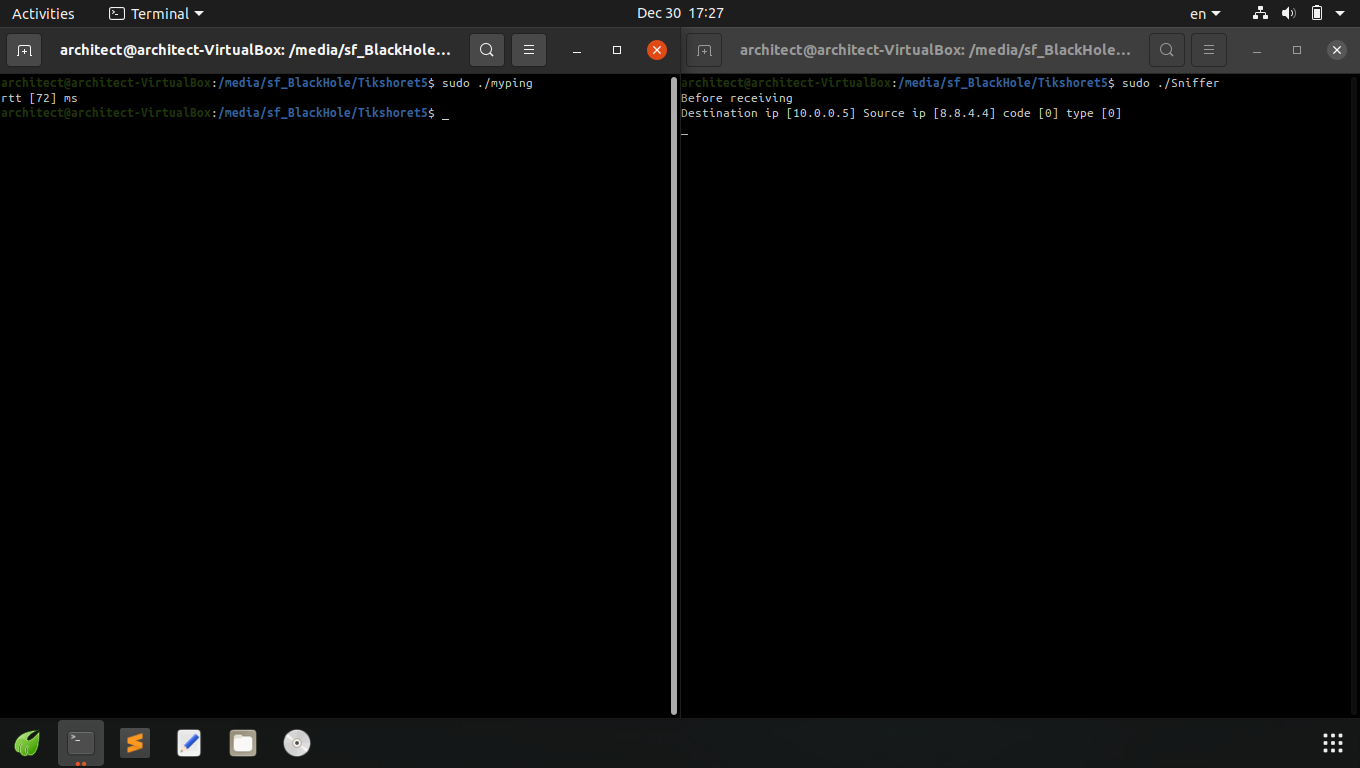 Activities Terminal Dec 30 17:27 en
architect@architect-VirtualBox: /media/sf_BlackHole...
architect@architect-VirtualBox:/media/sf_BlackHole/Tikshoret5$ sudo ./myping
rtt [72] ms
architect@architect-VirtualBox:/media/sf_BlackHole/Tikshoret5$ _
architect@architect-VirtualBox: /media/sf_BlackHole...
architect@architect-VirtualBox:/media/sf_BlackHole/Tikshoret5$ sudo ./Sniffer
Before receiving
Destination ip [10.0.0.5] Source ip [8.8.4.4] code [0] type [0]
_